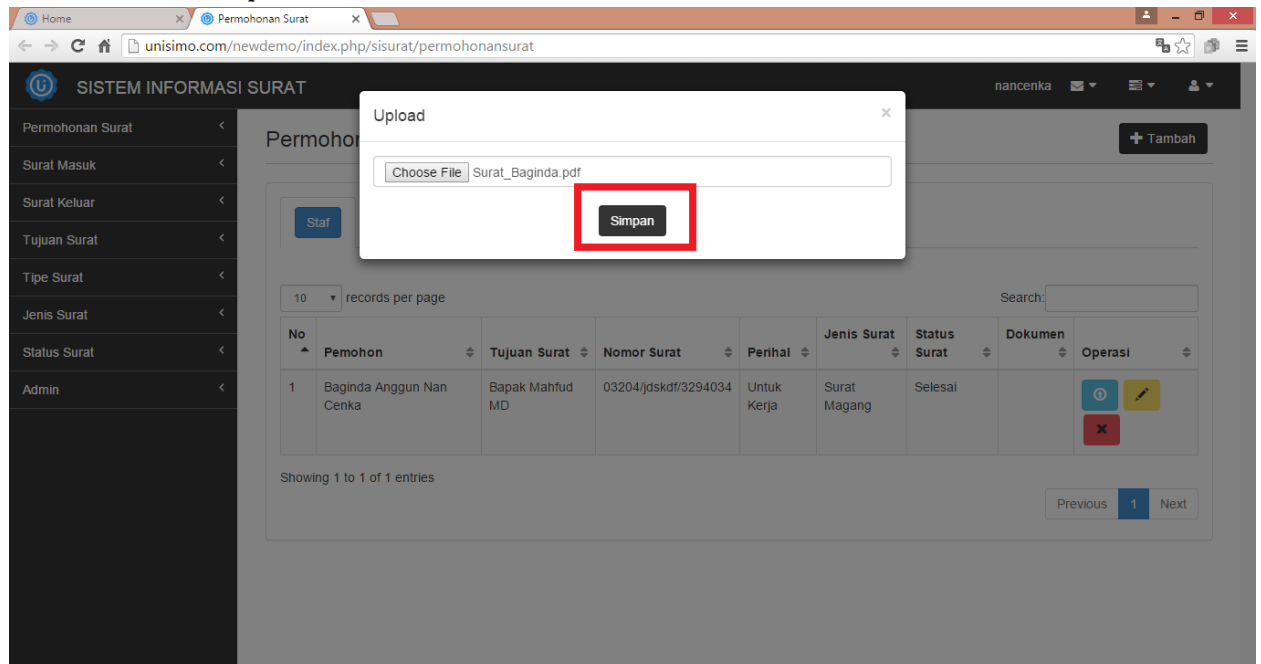 Home
Permohonan Surat
unisimo.com/newdemo/index.php/sisurat/permohonansurat
SISTEM INFORMASI SURAT
nancenka
Permohonan Surat
Surat Masuk
Surat Keluar
Tujuan Surat
Tipe Surat
Jenis Surat
Status Surat
Admin
Upload
×
Choose File Surat_Baginda.pdf
Simpan
Permohon
Tambah
Staf
10 records per page
Search:
No Pemohon Tujuan Surat Nomor Surat Perihal Jenis Surat Status Surat Dokumen Operasi
1 Baginda Anggun Nan Cenka Bapak Mahfud MD 03204/jdskdf/3294034 Untuk Kerja Surat Magang Selesai
Showing 1 to 1 of 1 entries
Previous 1 Next